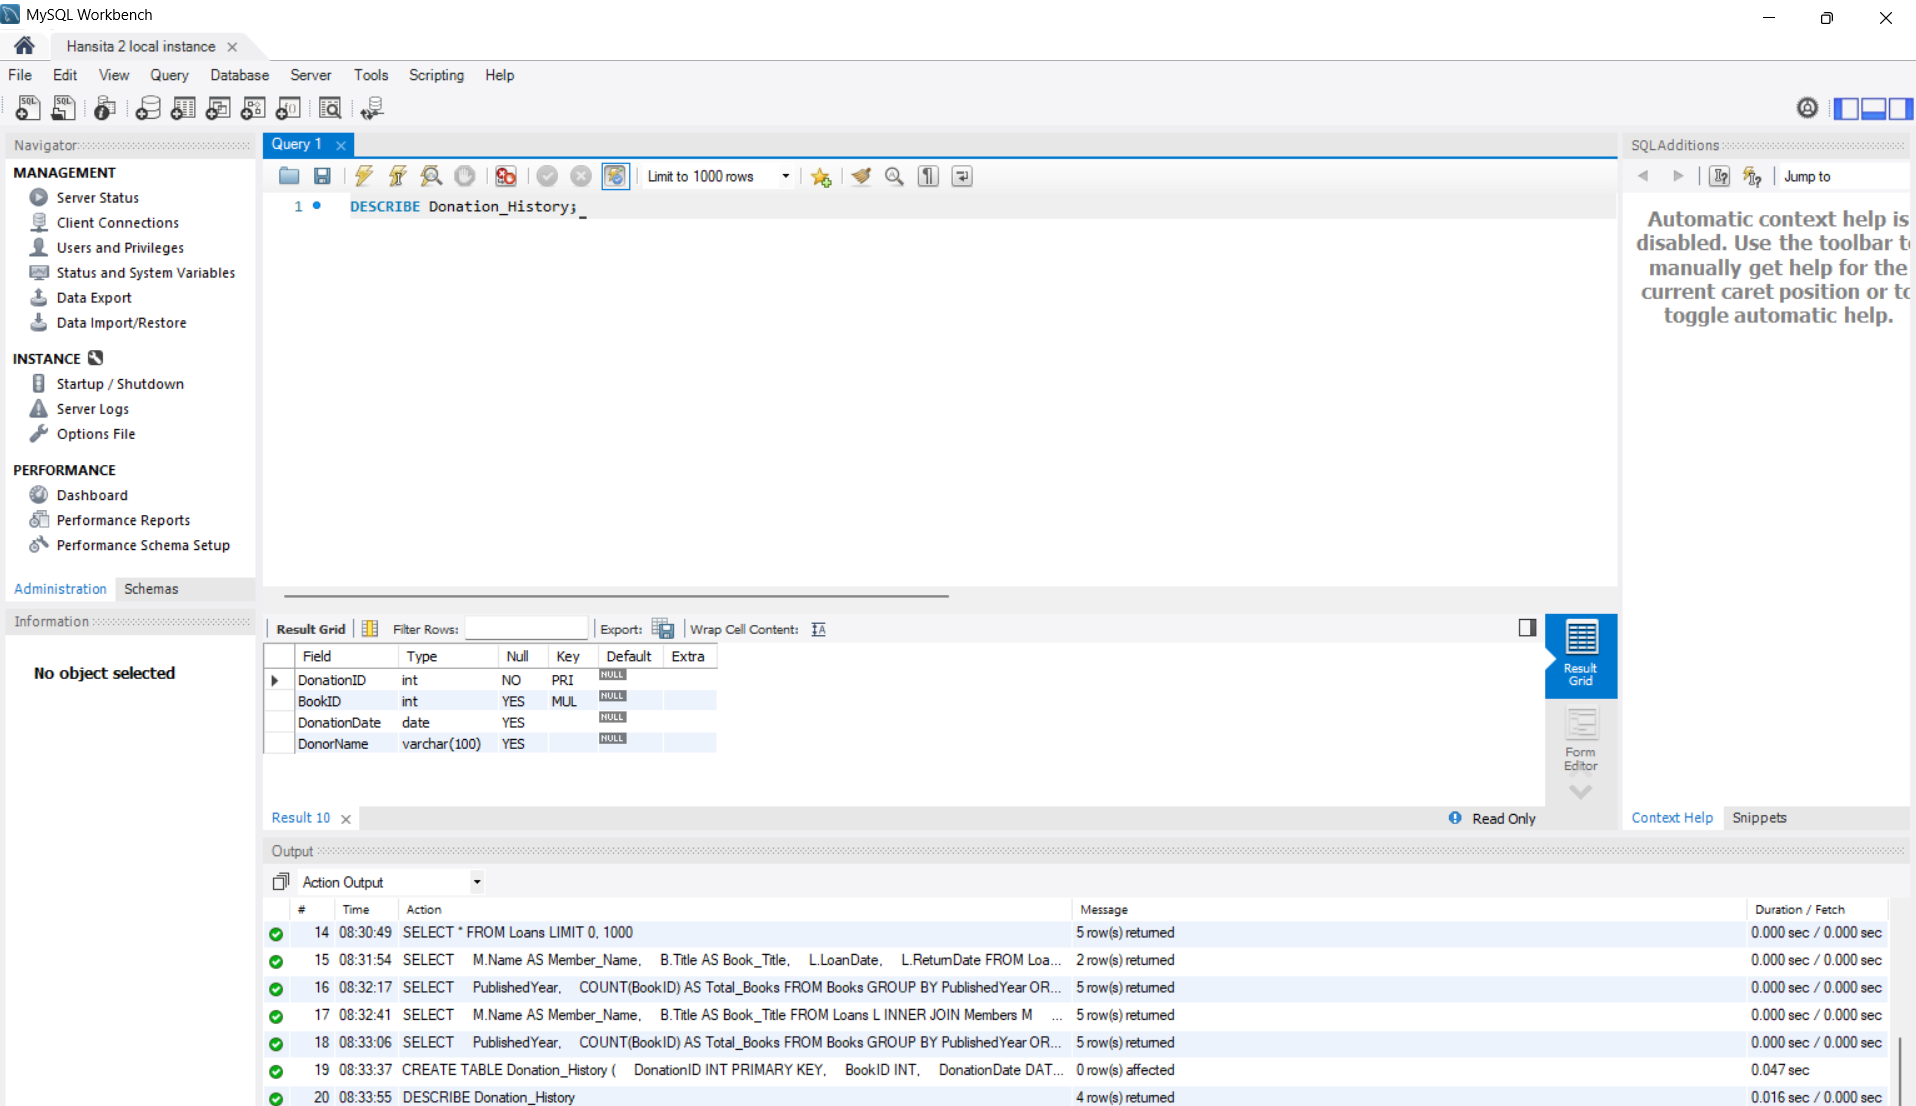 MySQL Workbench
Hansita 2 local instance
File Edit View Query Database Server Tools Scripting Help
Navigator
MANAGEMENT
Server Status
Client Connections
Users and Privileges
Status and System Variables
Data Export
Data Import/Restore
INSTANCE
Startup / Shutdown
Server Logs
Options File
PERFORMANCE
Dashboard
Performance Reports
Performance Schema Setup
Administration Schemas
Information
No object selected
Query 1
Limit to 1000 rows
1 DESCRIBE Donation_History;
Result Grid Filter Rows: Export: Wrap Cell Content:
Field Type Null Key Default Extra
DonationID int NO PRI NULL
BookID int YES MUL NULL
DonationDate date YES NULL
DonorName varchar(100) YES NULL
Result
Grid
Form
Editor
Result 10
Read Only
SQLAdditions
Jump to
Automatic context help is
disabled. Use the toolbar t
manually get help for the
current caret position or to
toggle automatic help.
Context Help Snippets
Output
Action Output
# Time Action Message Duration / Fetch
14 08:30:49 SELECT * FROM Loans LIMIT 0, 1000 5 row(s) returned 0.000 sec / 0.000 sec
15 08:31:54 SELECT M.Name AS Member_Name, B.Title AS Book_Title, L.LoanDate, L.ReturnDate FROM Loa... 2 row(s) returned 0.000 sec / 0.000 sec
16 08:32:17 SELECT PublishedYear, COUNT(BookID) AS Total_Books FROM Books GROUP BY PublishedYear OR... 5 row(s) returned 0.000 sec / 0.000 sec
17 08:32:41 SELECT M.Name AS Member_Name, B.Title AS Book_Title FROM Loans L INNER JOIN Members M ... 5 row(s) returned 0.000 sec / 0.000 sec
18 08:33:06 SELECT PublishedYear, COUNT(BookID) AS Total_Books FROM Books GROUP BY PublishedYear OR... 5 row(s) returned 0.000 sec / 0.000 sec
19 08:33:37 CREATE TABLE Donation_History ( DonationID INT PRIMARY KEY, BookID INT, DonationDate DAT... 0 row(s) affected 0.047 sec
20 08:33:55 DESCRIBE Donation_History 4 row(s) returned 0.016 sec / 0.000 sec